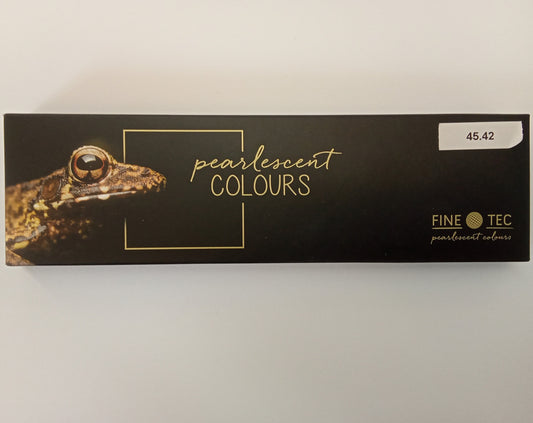 pearlescent
COLOURS
45.42
FINE TEC
pearlescent colours